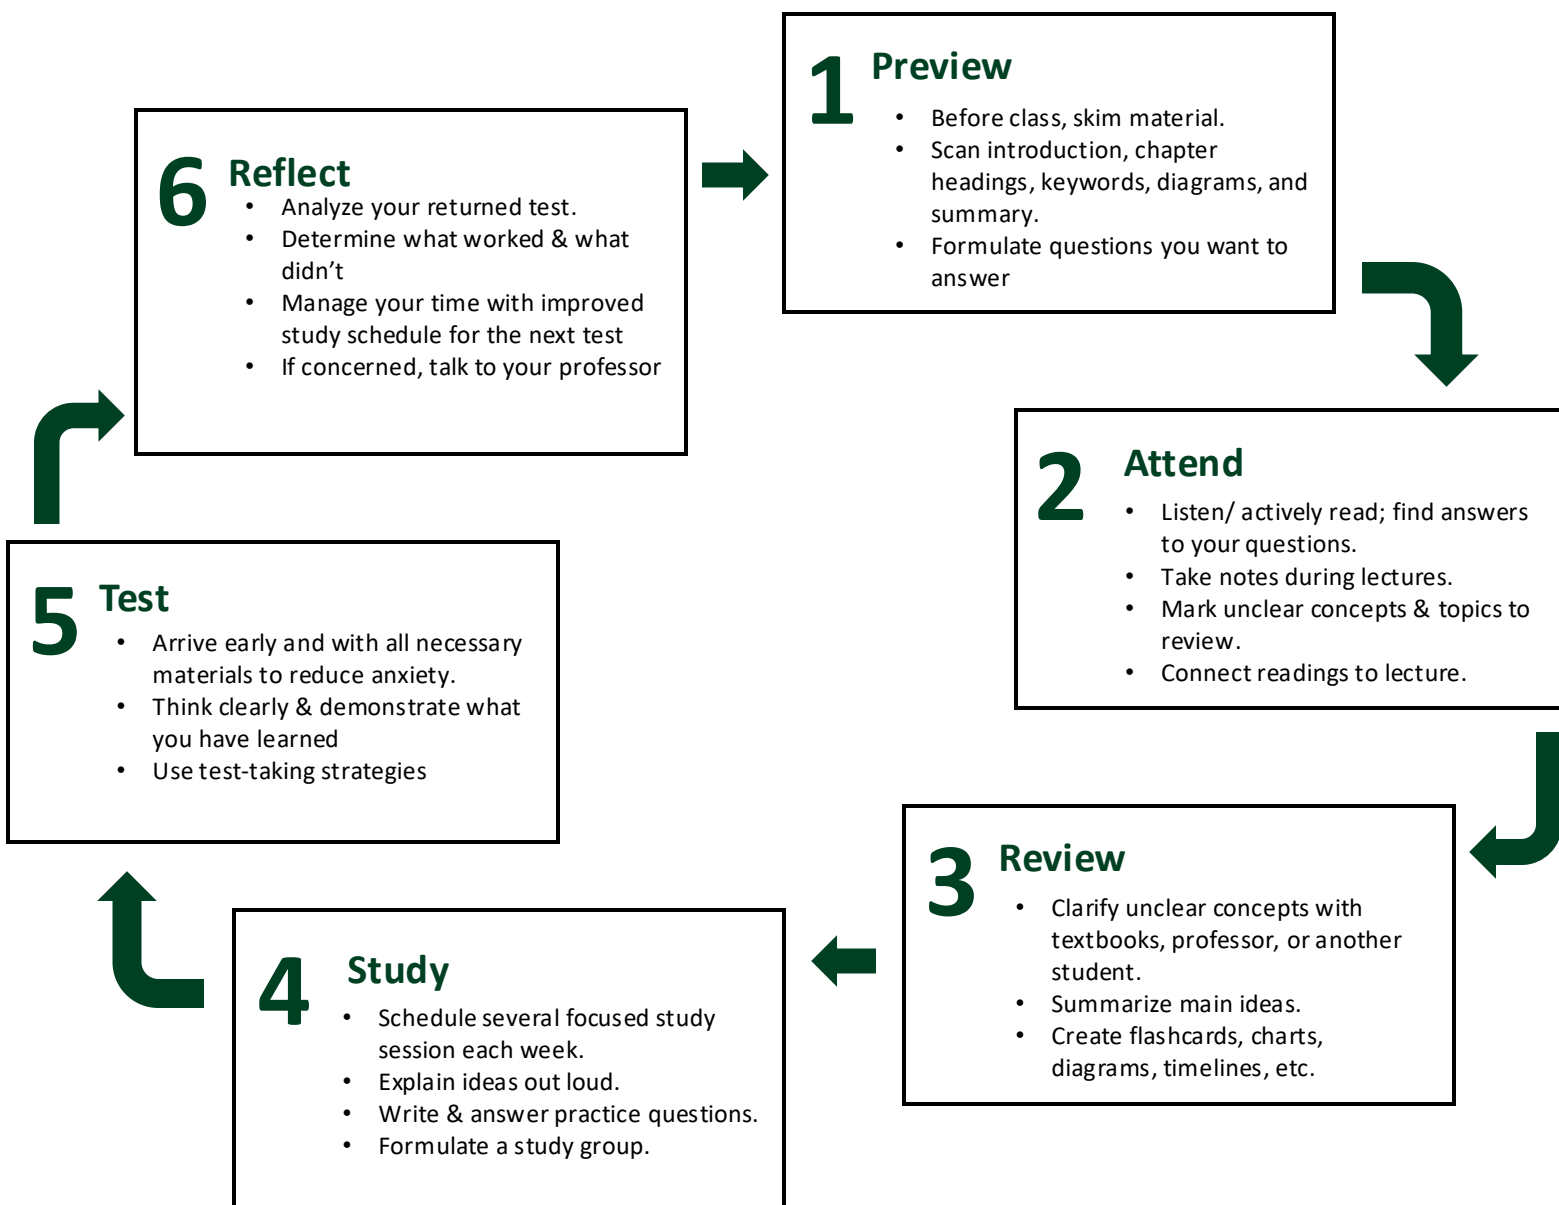 1 Preview
• Before class, skim material.
• Scan introduction, chapter
headings, keywords, diagrams, and
summary.
• Formulate questions you want to
answer
2 Attend
• Listen/ actively read; find answers
to your questions.
• Take notes during lectures.
• Mark unclear concepts & topics to
review.
• Connect readings to lecture.
3 Review
• Clarify unclear concepts with
textbooks, professor, or another
student.
• Summarize main ideas.
• Create flashcards, charts,
diagrams, timelines, etc.
4 Study
• Schedule several focused study
session each week.
• Explain ideas out loud.
• Write & answer practice questions.
• Formulate a study group.
5 Test
• Arrive early and with all necessary
materials to reduce anxiety.
• Think clearly & demonstrate what
you have learned
• Use test-taking strategies
6 Reflect
• Analyze your returned test.
• Determine what worked & what
didn’t
• Manage your time with improved
study schedule for the next test
• If concerned, talk to your professor